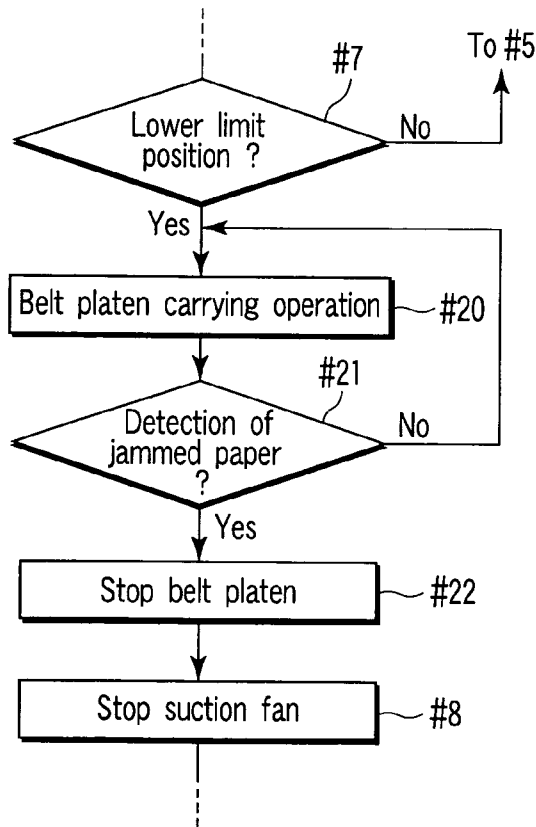 To #5
#7
Lower limit
position ?
No
Yes
Belt platen carrying operation
#20
#21
Detection of
jammed paper
?
No
Yes
Stop belt platen
#22
Stop suction fan
#8